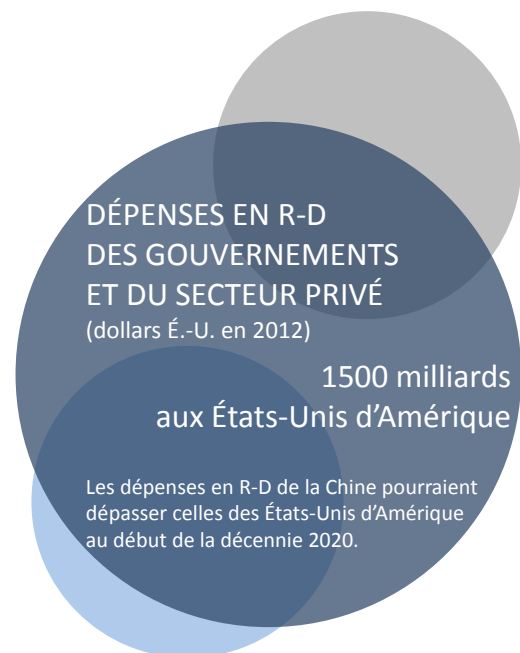 DÉPENSES EN R-D
DES GOUVERNEMENTS
ET DU SECTEUR PRIVÉ
(dollars É.-U. en 2012)
1500 milliards
aux États-Unis d’Amérique
Les dépenses en R-D de la Chine pourraient
dépasser celles des États-Unis d’Amérique
au début de la décennie 2020.